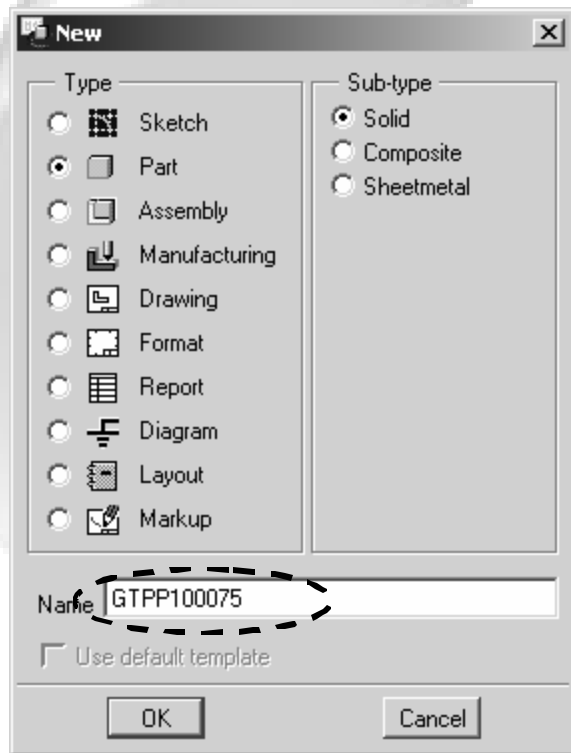 New
Type
Sketch
Part
Assembly
Manufacturing
Drawing
Format
Report
Diagram
Layout
Markup
Sub-type
Solid
Composite
Sheetmetal
Name GTPP100075
Use default template
OK Cancel